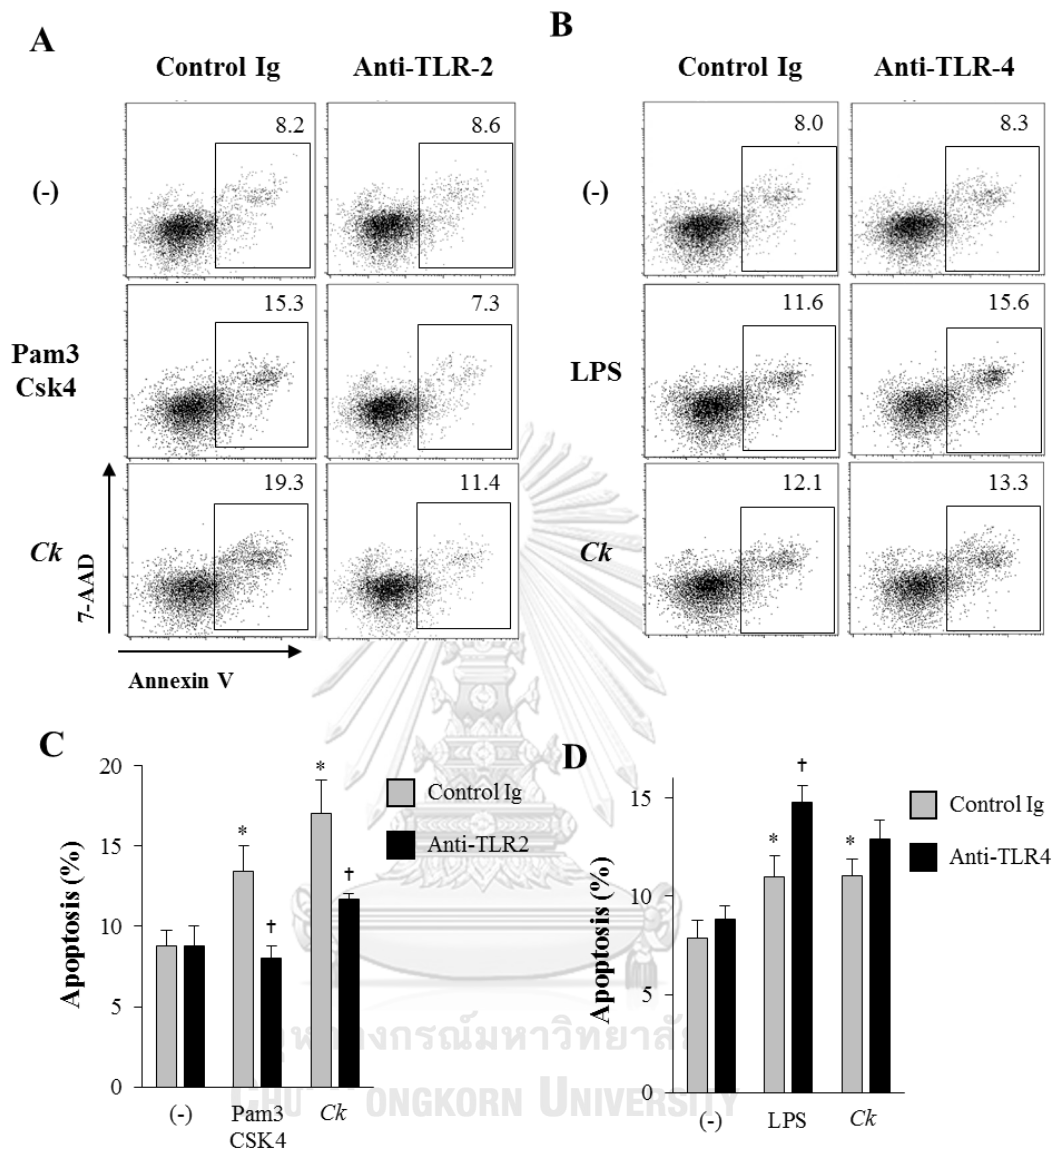 A
Control Ig
Anti-TLR-2
(-)
8.2
8.6
Pam3
Csk4
15.3
7.3
Ck
19.3
11.4
7-AAD
Annexin V
B
Control Ig
Anti-TLR-4
(-)
8.0
8.3
LPS
11.6
15.6
Ck
12.1
13.3
C
Apoptosis (%)
20
15
10
5
0
*
†
*
†
(-)
Pam3
CSK4
Ck
Control Ig
Anti-TLR2
D
Apoptosis (%)
15
10
5
0
*
†
*
(-)
LPS
Ck
Control Ig
Anti-TLR4
UNIVERSITY